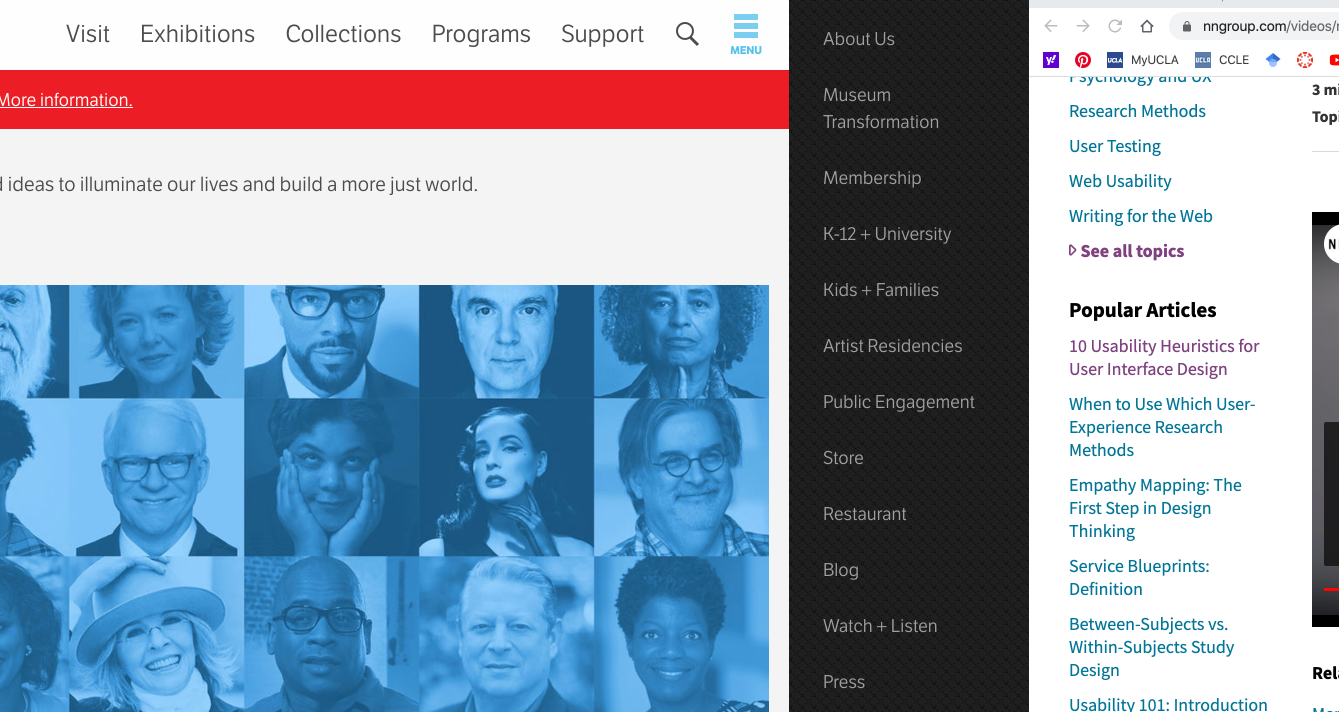 Visit Exhibitions Collections Programs Support
MENU
More information.
ideas to illuminate our lives and build a more just world.
About Us
Museum
Transformation
Membership
K-12 + University
Kids + Families
Artist Residencies
Public Engagement
Store
Restaurant
Blog
Watch + Listen
Press
nngroup.com/videos/
y!
UCLA MyUCLA UCLA CCLE
Psychology and UX
Research Methods
User Testing
Web Usability
Writing for the Web
See all topics
Popular Articles
10 Usability Heuristics for
User Interface Design
When to Use Which User-
Experience Research
Methods
Empathy Mapping: The
First Step in Design
Thinking
Service Blueprints:
Definition
Between-Subjects vs.
Within-Subjects Study
Design
Usability 101: Introduction
3 mi
Topi
N
Rel